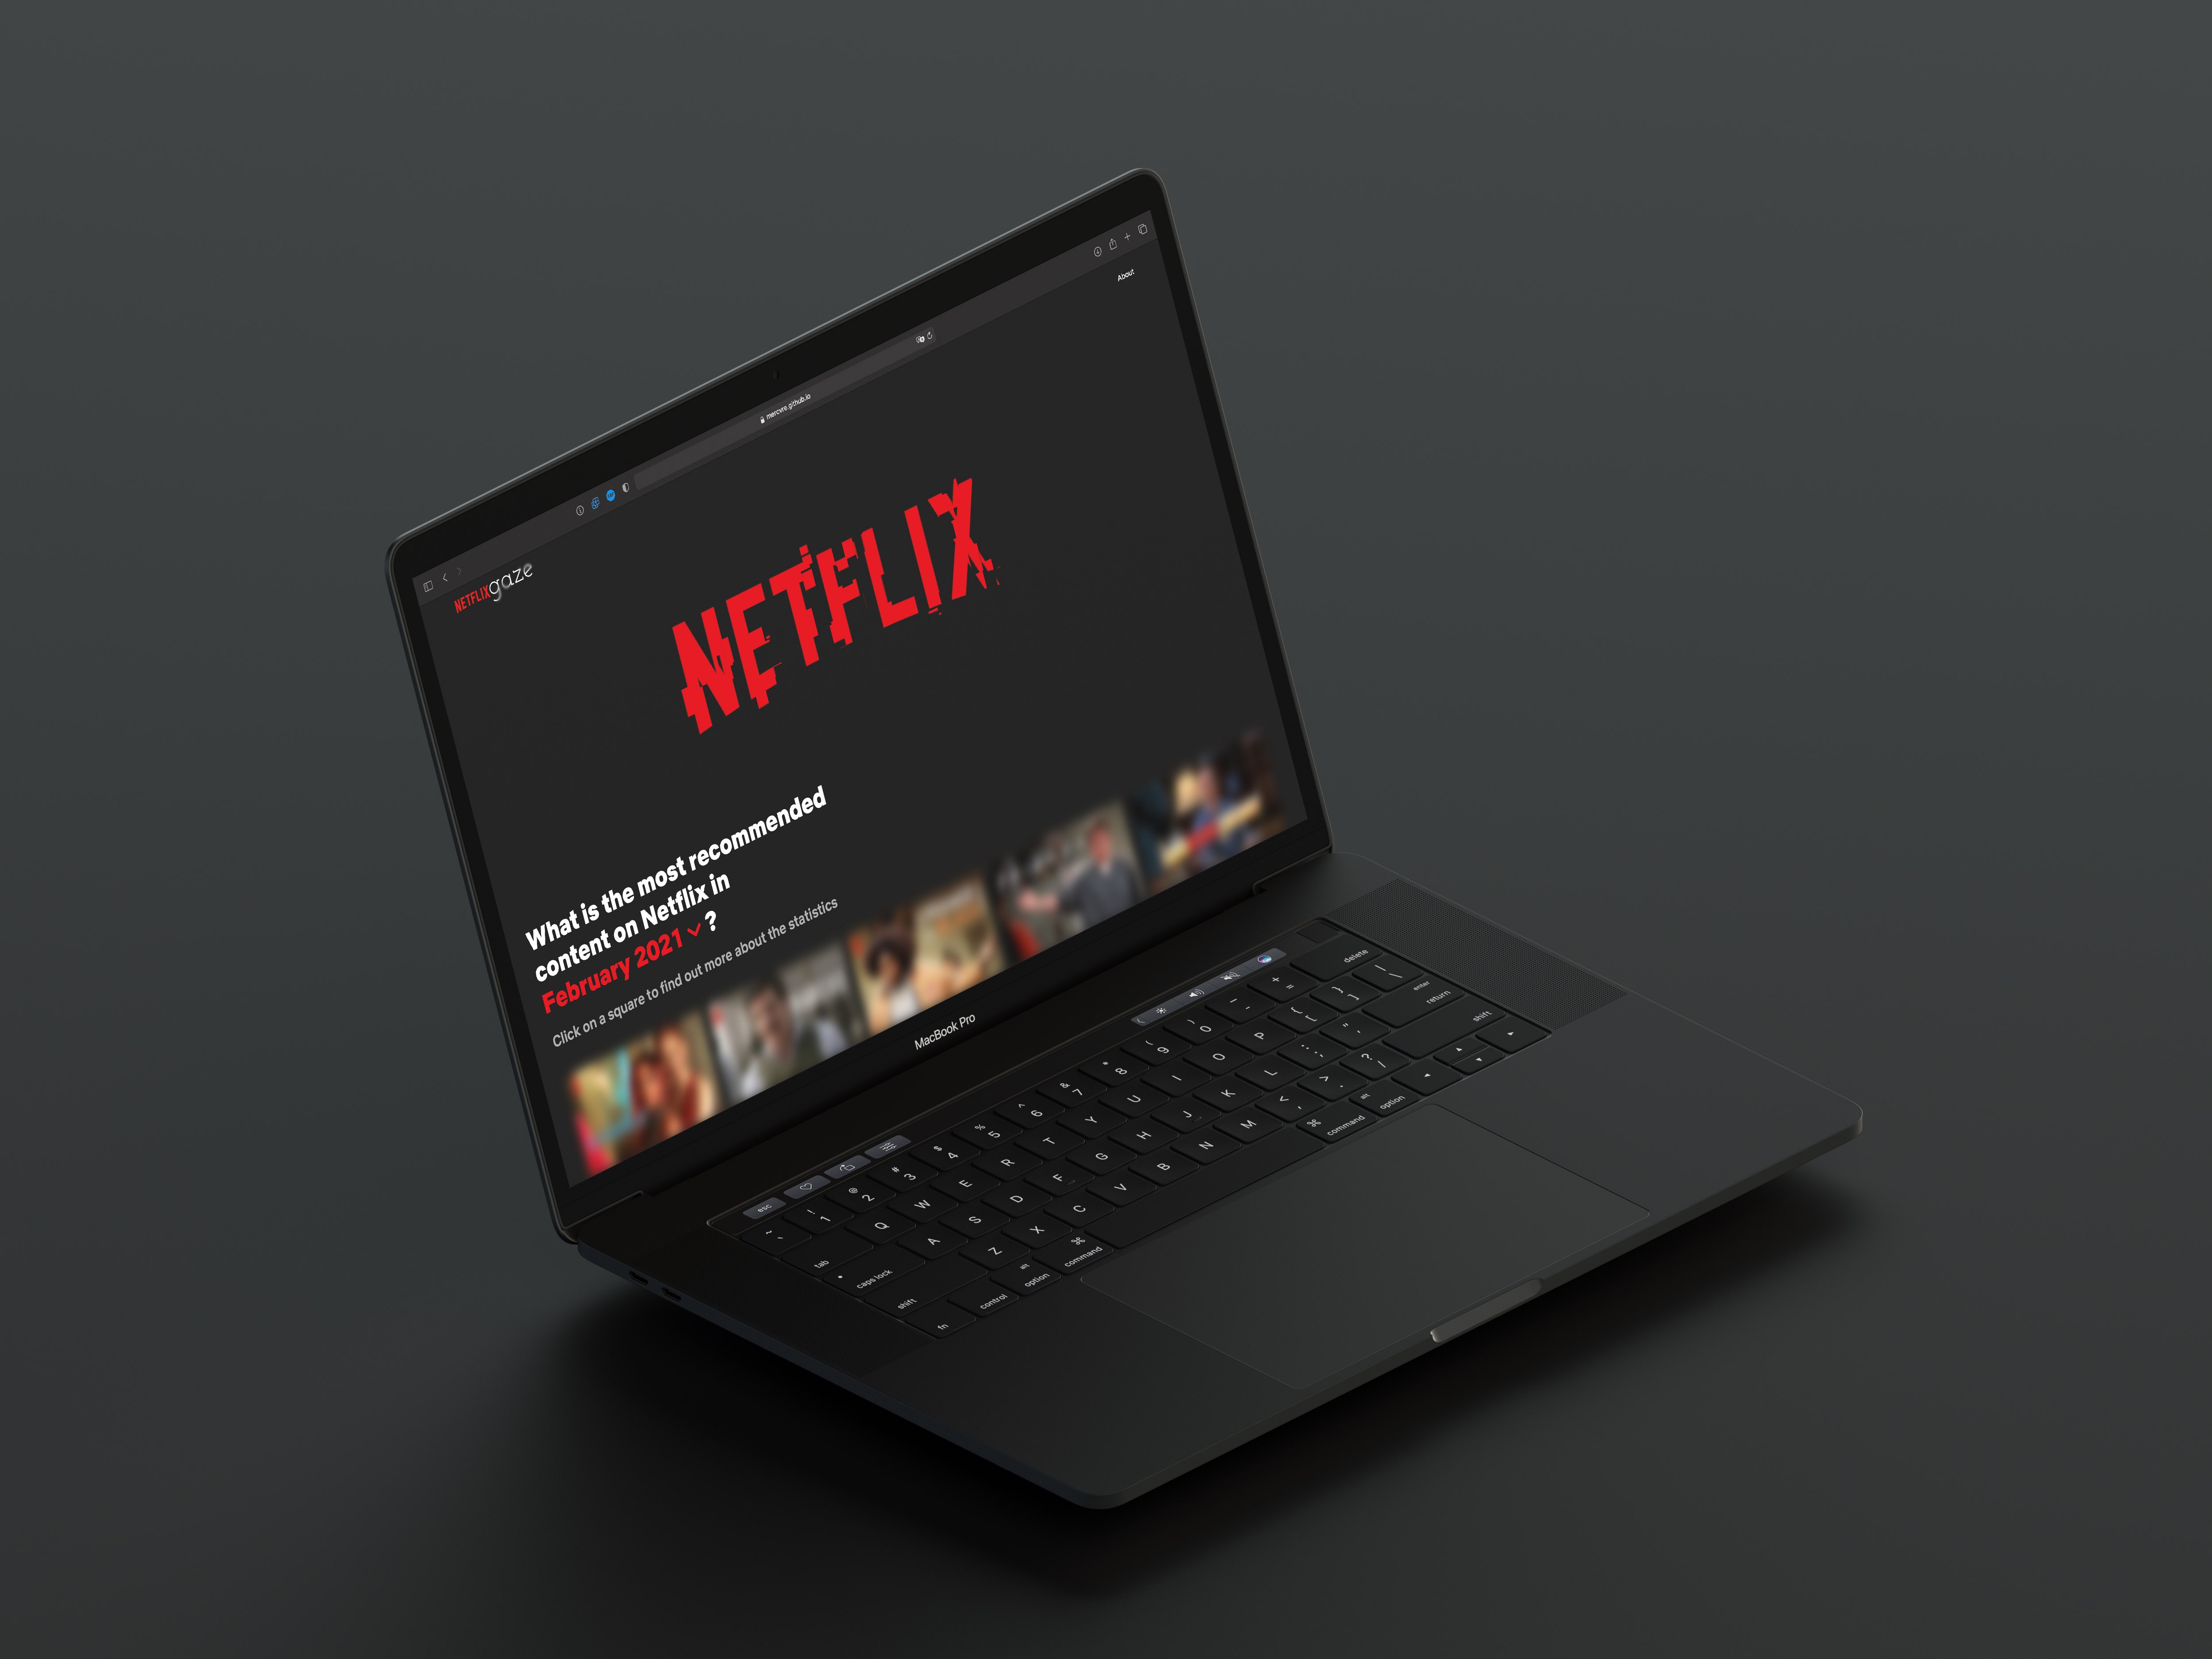 mercvre.github.io
NETFLIXgaze
About
NETFLIX
What is the most recommended
content on Netflix in
February 2021 ?
Click on a square to find out more about the statistics
MacBook Pro
esc
~ ` ! 1 @ 2 # 3 $ 4 % 5 ^ 6 & 7 * 8 ( 9 ) 0 _ - + = delete
tab Q W E R T Y U I O P { [ } ] | \
caps lock A S D F G H J K L : ; " ' enter return
shift Z X C V B N M < , > . ? / shift
fn control alt option ⌘ command ⌘ command alt option